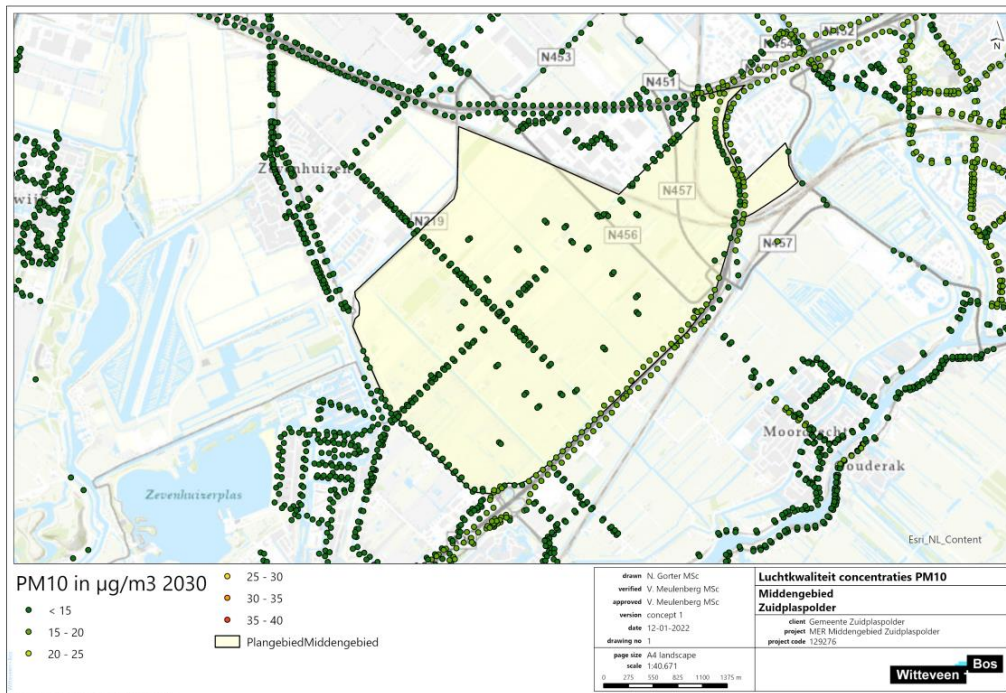 N432
N453
N454
N451
N
Zevenhuizen
N457
N219
N456
N457
Moordrecht
Gouderak
Zevenhuizerplas
Esri_NL_Content
PM10 in µg/m3 2030
< 15
15 - 20
20 - 25
25 - 30
30 - 35
35 - 40
PlangebiedMiddengebied
drawn N. Gorter MSc
verified V. Meulenberg MSc
approved V. Meulenberg MSc
version concept 1
date 12-01-2022
drawing no 1
page size A4 landscape
scale 1:40.671
0 275 550 825 1100 1375 m
Luchtkwaliteit concentraties PM10
Middengebied
Zuidplaspolder
client Gemeente Zuidplaspolder
project MER Middengebied Zuidplaspolder
project code 129276
Witteveen + Bos